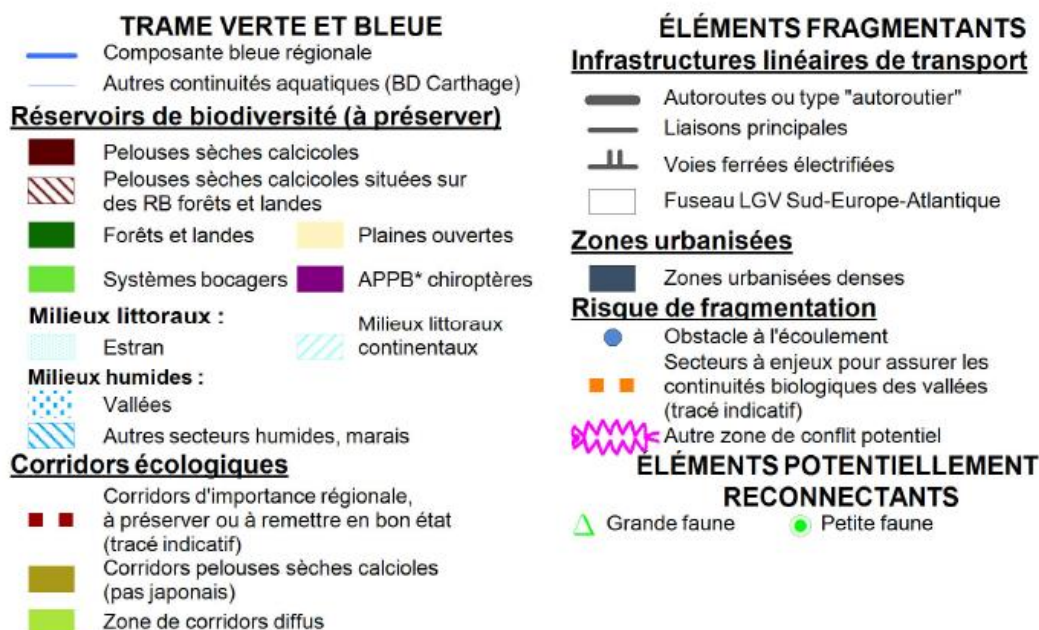 TRAME VERTE ET BLEUE
Composante bleue régionale
Autres continuités aquatiques (BD Carthage)
Réservoirs de biodiversité (à préserver)
Pelouses sèches calcicoles
Pelouses sèches calcicoles situées sur
des RB forêts et landes
Forêts et landes
Plaines ouvertes
Systèmes bocagers
APPB* chiroptères
Milieux littoraux :
Estran
Milieux littoraux
continentaux
Milieux humides :
Vallées
Autres secteurs humides, marais
Corridors écologiques
Corridors d'importance régionale,
à préserver ou à remettre en bon état
(tracé indicatif)
Corridors pelouses sèches calcioles
(pas japonais)
Zone de corridors diffus
ÉLÉMENTS FRAGMENTANTS
Infrastructures linéaires de transport
Autoroutes ou type "autoroutier"
Liaisons principales
Voies ferrées électrifiées
Fuseau LGV Sud-Europe-Atlantique
Zones urbanisées
Zones urbanisées denses
Risque de fragmentation
Obstacle à l'écoulement
Secteurs à enjeux pour assurer les
continuités biologiques des vallées
(tracé indicatif)
Autre zone de conflit potentiel
ÉLÉMENTS POTENTIELLEMENT
RECONNECTANTS
Grande faune
Petite faune